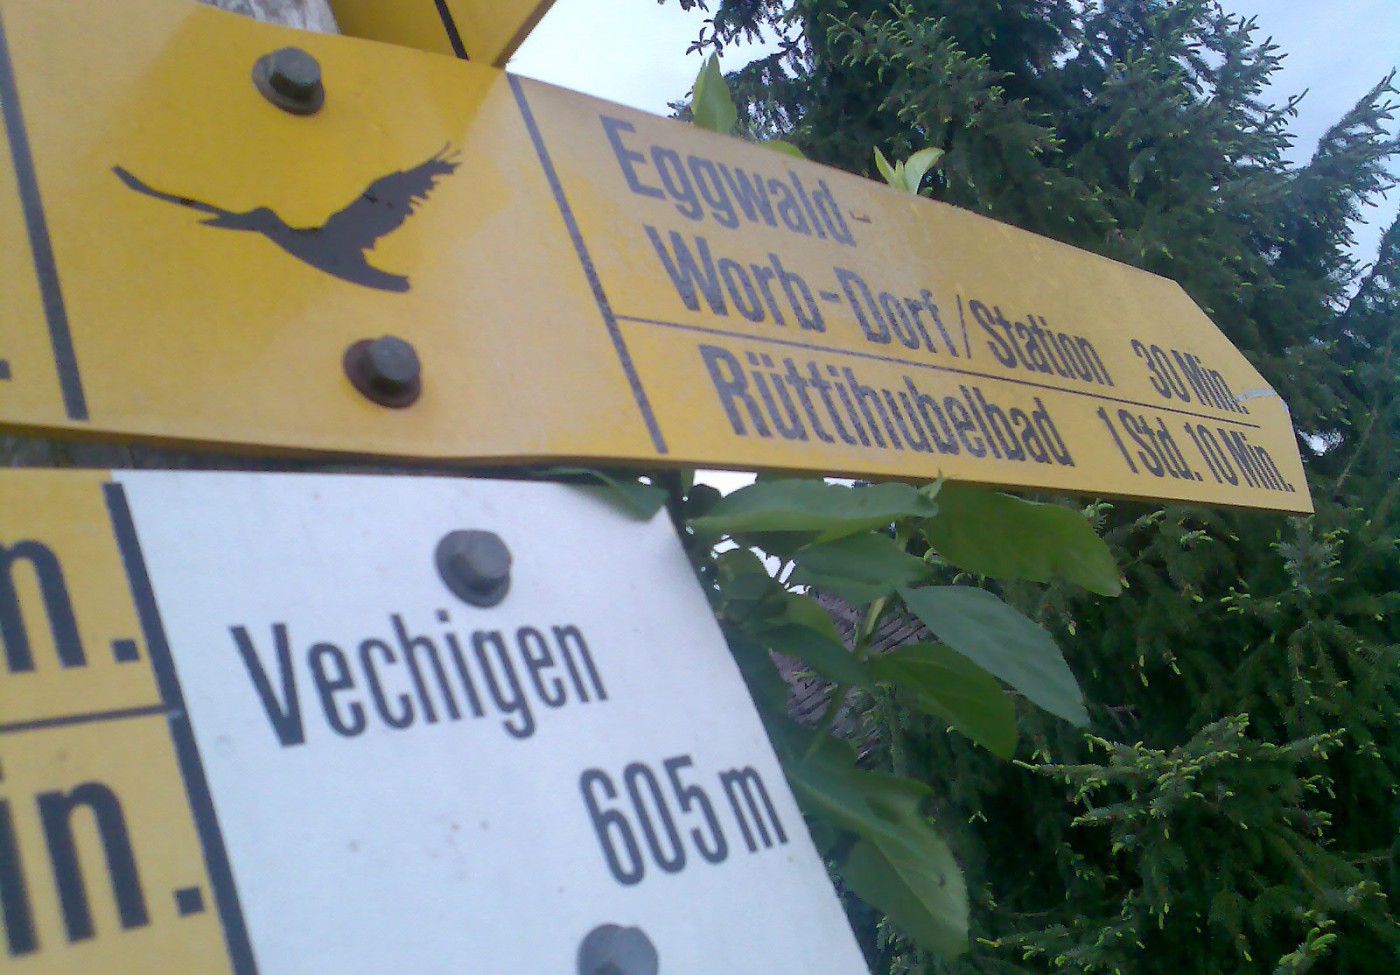 Eggwald-
Worb-Dorf/Station 30 Min.
Rüttihubelbad 1 Std. 10 Min.
Vechigen
605 m